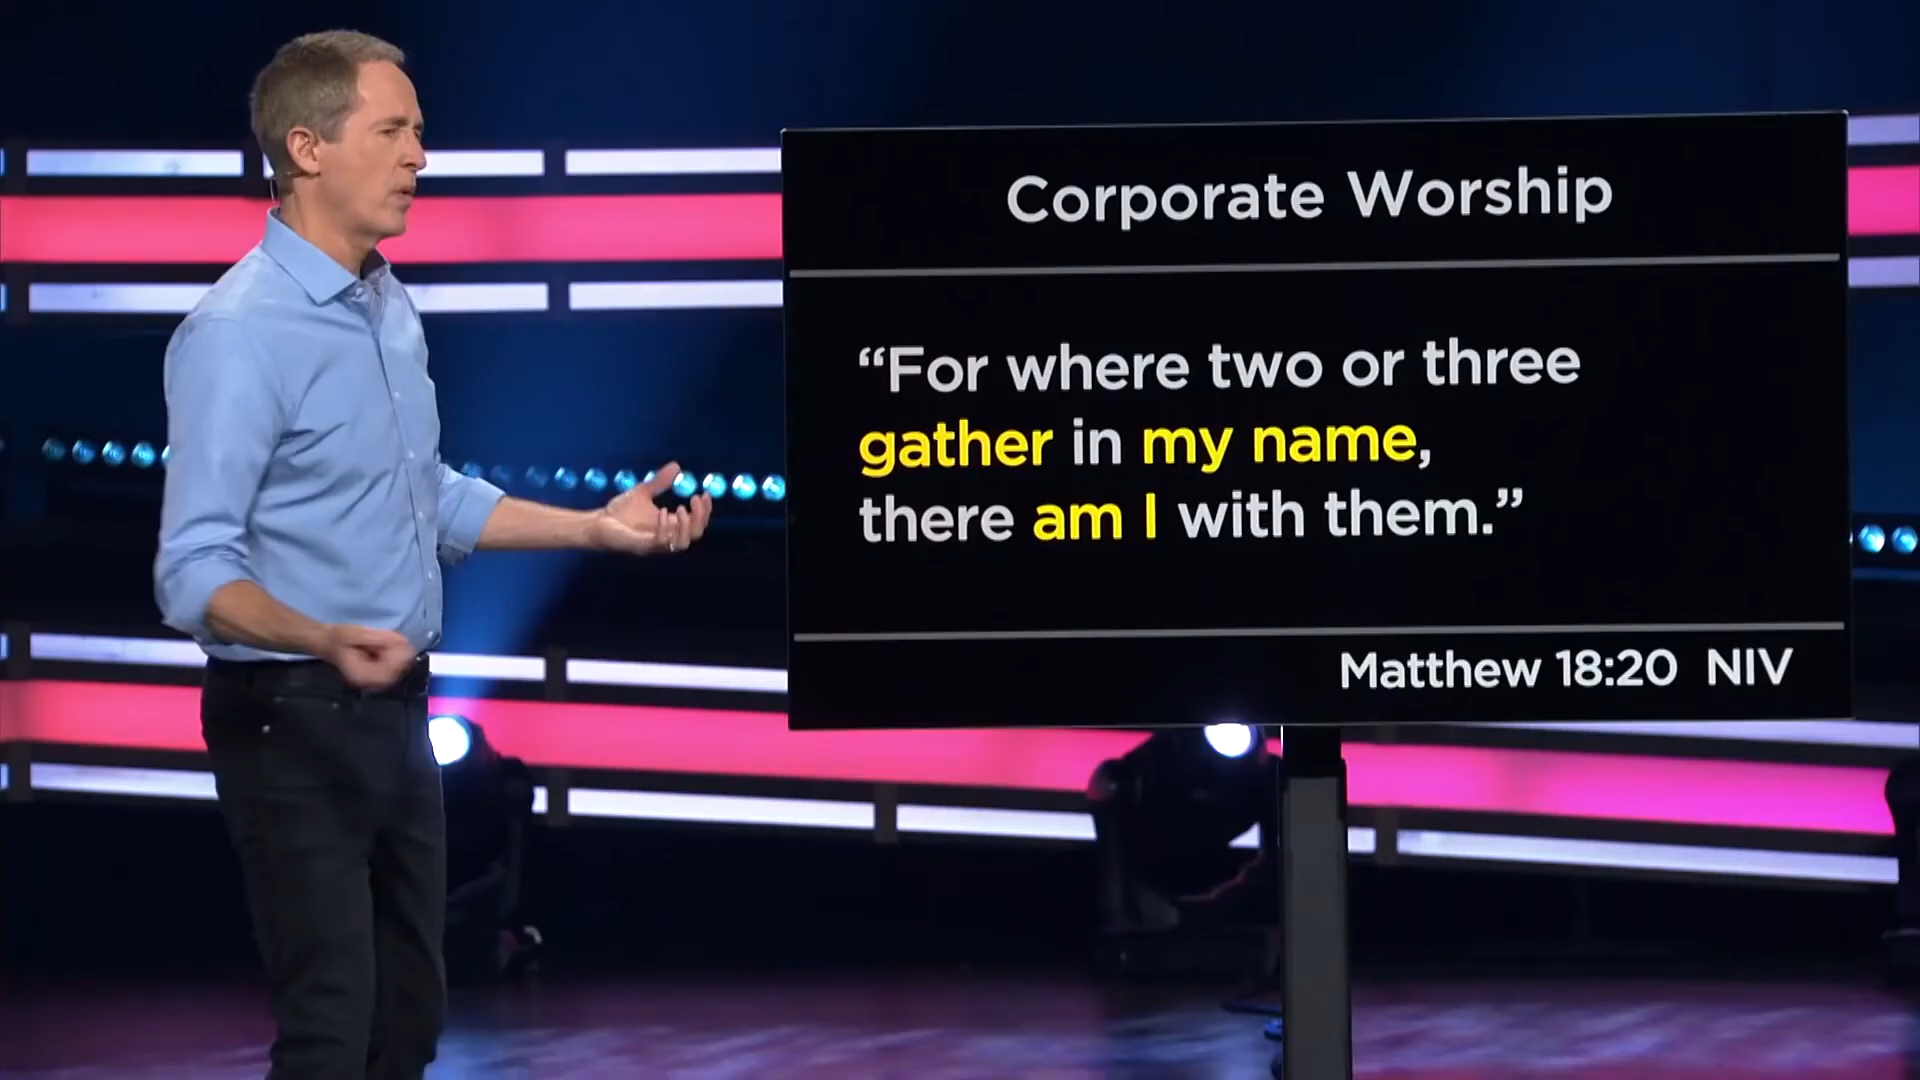 Corporate Worship
“For where two or three
gather in my name,
there am I with them.”
Matthew 18:20 NIV